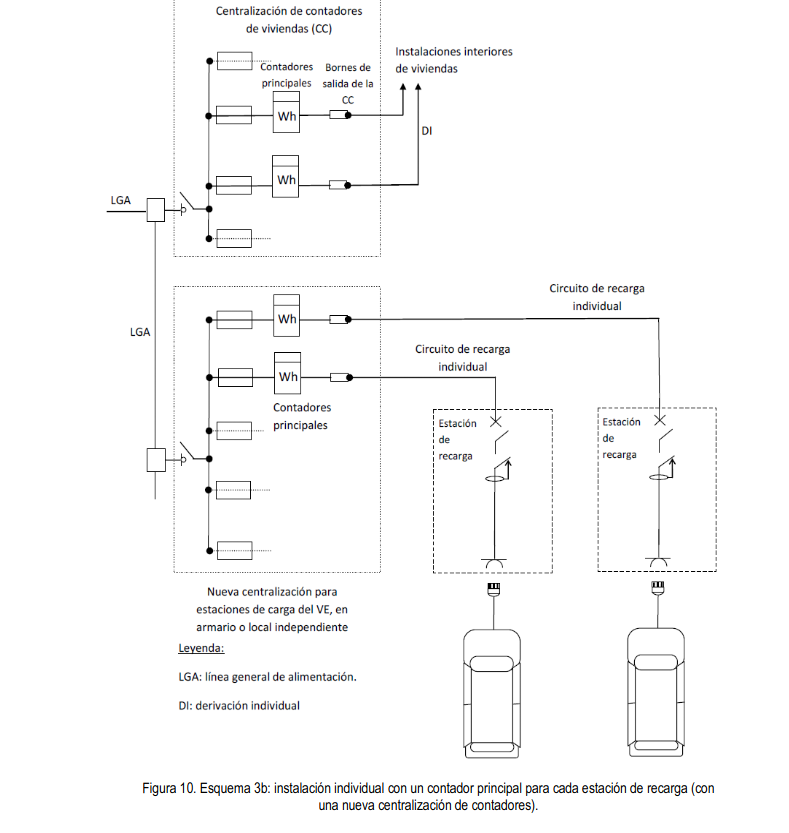 Centralización de contadores
de viviendas (CC)
Contadores
principales
Bornes de
salida de la
CC
Instalaciones interiores
de viviendas
Wh
DI
Wh
LGA
LGA
Circuito de recarga
individual
Wh
Circuito de recarga
individual
Wh
Contadores
principales
Estación
de
recarga
Estación
de
recarga
Nueva centralización para
estaciones de carga del VE, en
armario o local independiente
Leyenda:
LGA: línea general de alimentación.
DI: derivación individual
Figura 10. Esquema 3b: instalación individual con un contador principal para cada estación de recarga (con
una nueva centralización de contadores).